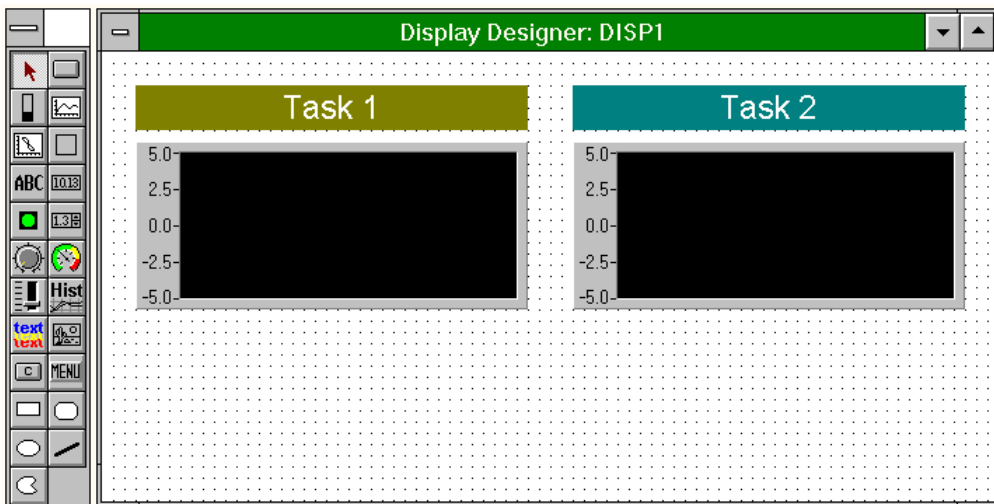 Display Designer: DISP1
ABC
10.13
1.3
Hist
text
text
C
MENU
Task 1
5.0
2.5
0.0
-2.5
-5.0
Task 2
5.0
2.5
0.0
-2.5
-5.0